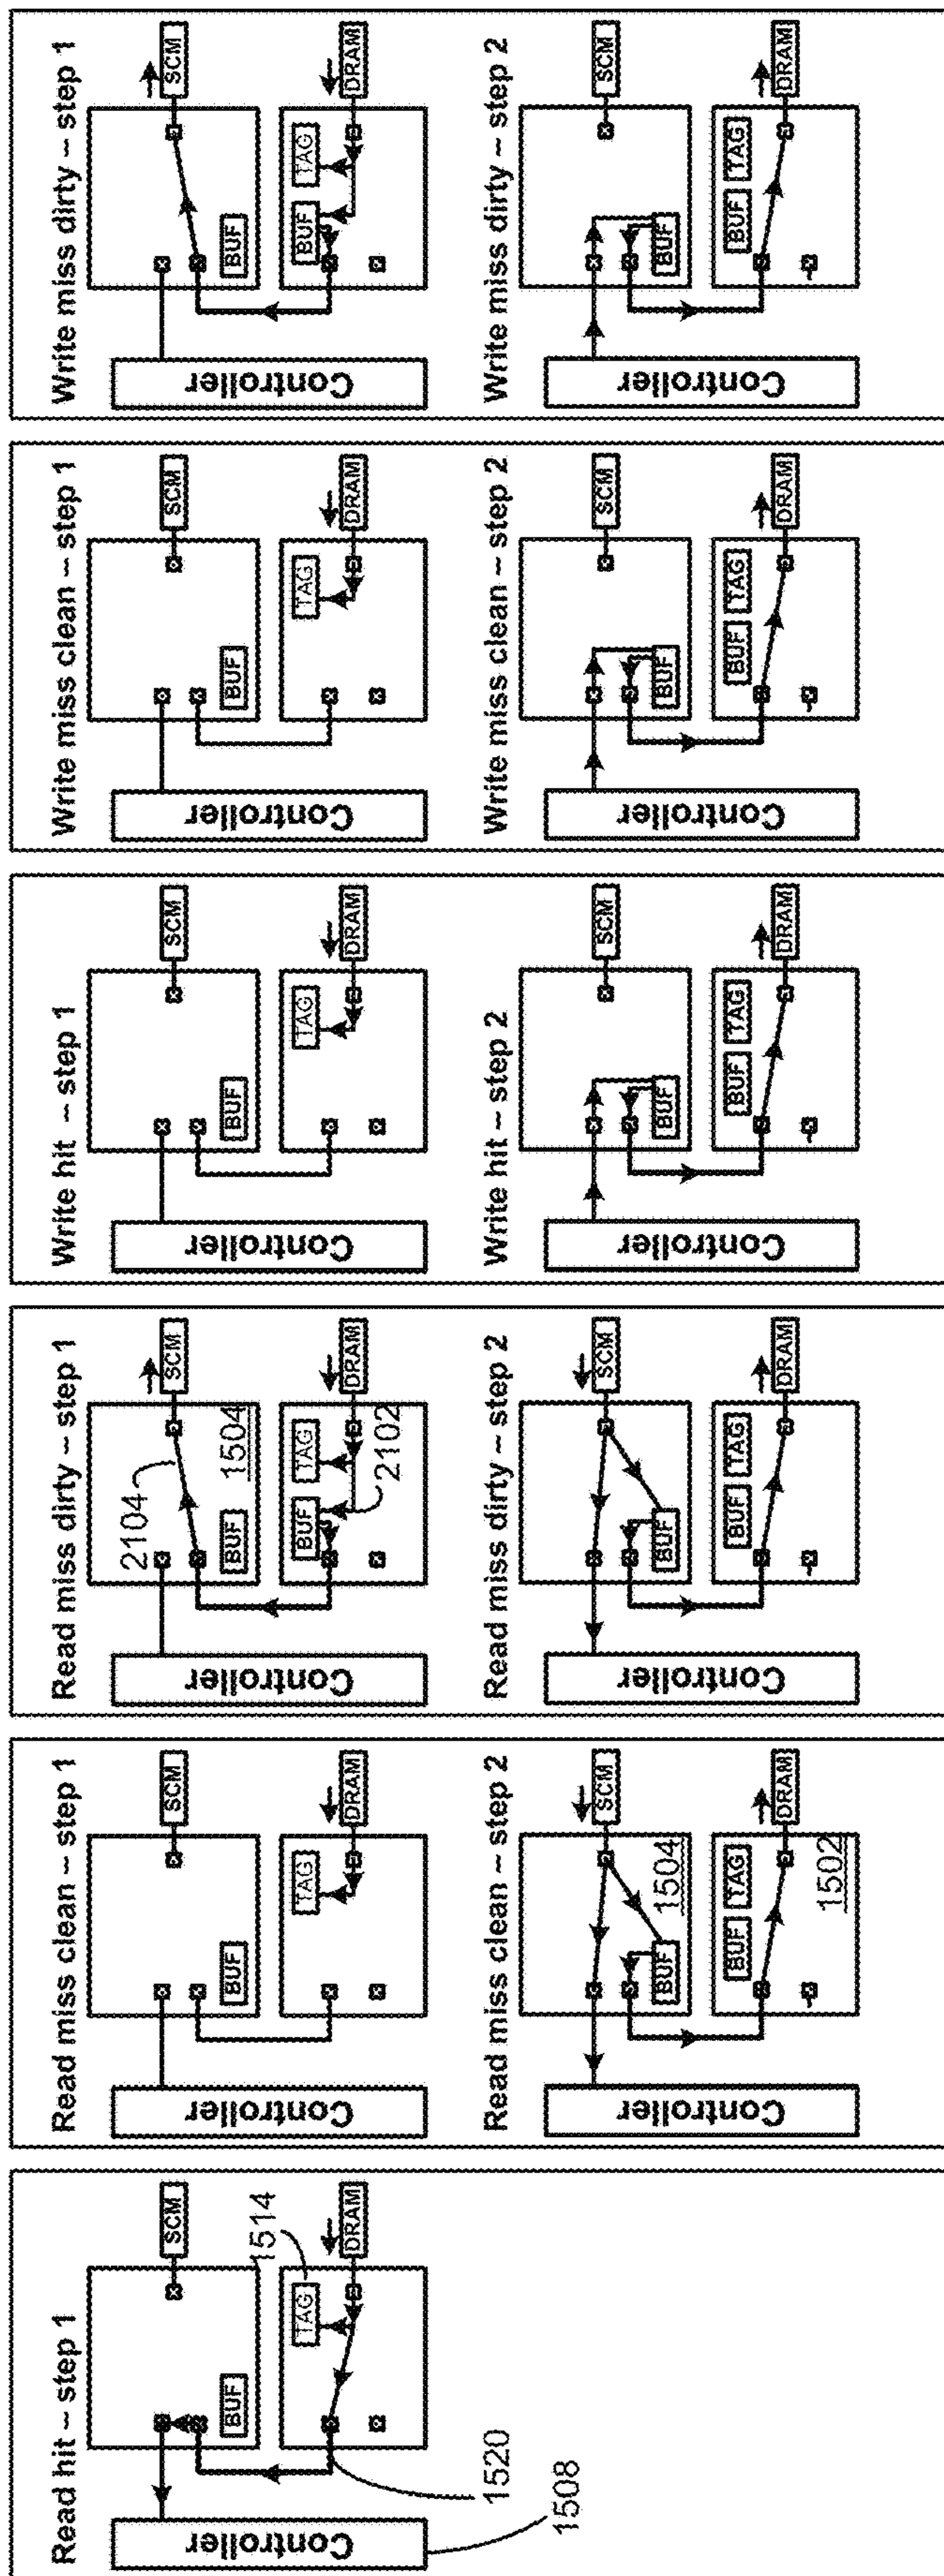 Read hit – step 1
Controller
SCM
BUF
TAG
1514
DRAM
1520
1508
Read miss clean – step 1
Controller
SCM
BUF
TAG
DRAM
Read miss clean – step 2
Controller
SCM
BUF
1504
BUF
TAG
DRAM
1502
Read miss dirty – step 1
Controller
2104
SCM
BUF
1504
BUF
TAG
DRAM
2102
Read miss dirty – step 2
Controller
SCM
BUF
BUF
TAG
DRAM
Write hit – step 1
Controller
SCM
BUF
TAG
DRAM
Write hit – step 2
Controller
SCM
BUF
BUF
TAG
DRAM
Write miss clean – step 1
Controller
SCM
BUF
TAG
DRAM
Write miss clean – step 2
Controller
SCM
BUF
BUF
TAG
DRAM
Write miss dirty – step 1
Controller
SCM
BUF
BUF
TAG
DRAM
Write miss dirty – step 2
Controller
SCM
BUF
BUF
TAG
DRAM